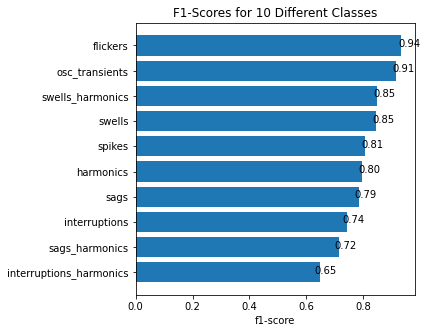 F1-Scores for 10 Different Classes
flickers 0.94
osc_transients 0.91
swells_harmonics 0.85
swells 0.85
spikes 0.81
harmonics 0.80
sags 0.79
interruptions 0.74
sags_harmonics 0.72
interruptions_harmonics 0.65
0.0 0.2 0.4 0.6 0.8
f1-score